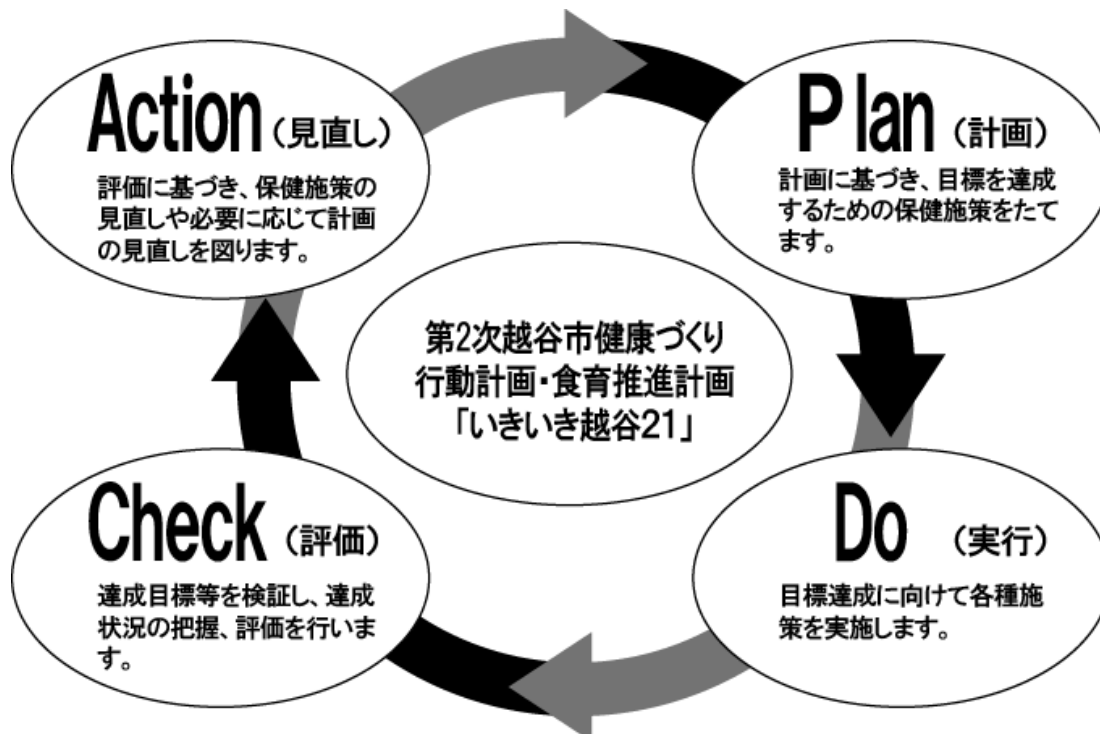 Action (見直し)
評価に基づき、保健施策の
見直しや必要に応じて計画
の見直しを図ります。
Plan (計画)
計画に基づき、目標を達成
するための保健施策をたて
ます。
第2次越谷市健康づくり
行動計画・食育推進計画
「いきいき越谷21」
Check (評価)
達成目標等を検証し、達成
状況の把握、評価を行いま
す。
Do (実行)
目標達成に向けて各種施
策を実施します。